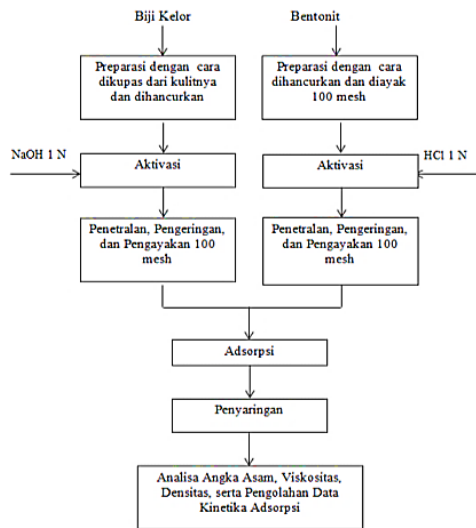 Biji Kelor
Bentonit
Preparasi dengan cara
dikupas dari kulitnya
dan dihancurkan
Preparasi dengan cara
dihancurkan dan diayak
100 mesh
NaOH 1 N
Aktivasi
Aktivasi
HCl 1 N
Penetralan, Pengeringan,
dan Pengayakan 100
mesh
Penetralan, Pengeringan,
dan Pengayakan 100
mesh
Adsorpsi
Penyaringan
Analisa Angka Asam, Viskositas,
Densitas, serta Pengolahan Data
Kinetika Adsorpsi